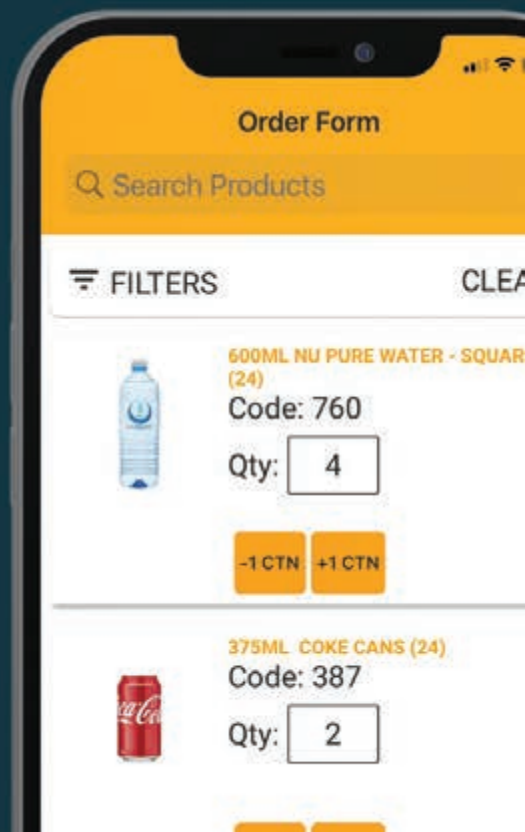 Order Form
Search Products
FILTERS
CLEA
600ML NU PURE WATER - SQUAR
(24)
Code: 760
Qty: 4
-1 CTN +1 CTN
375ML COKE CANS (24)
Code: 387
Qty: 2